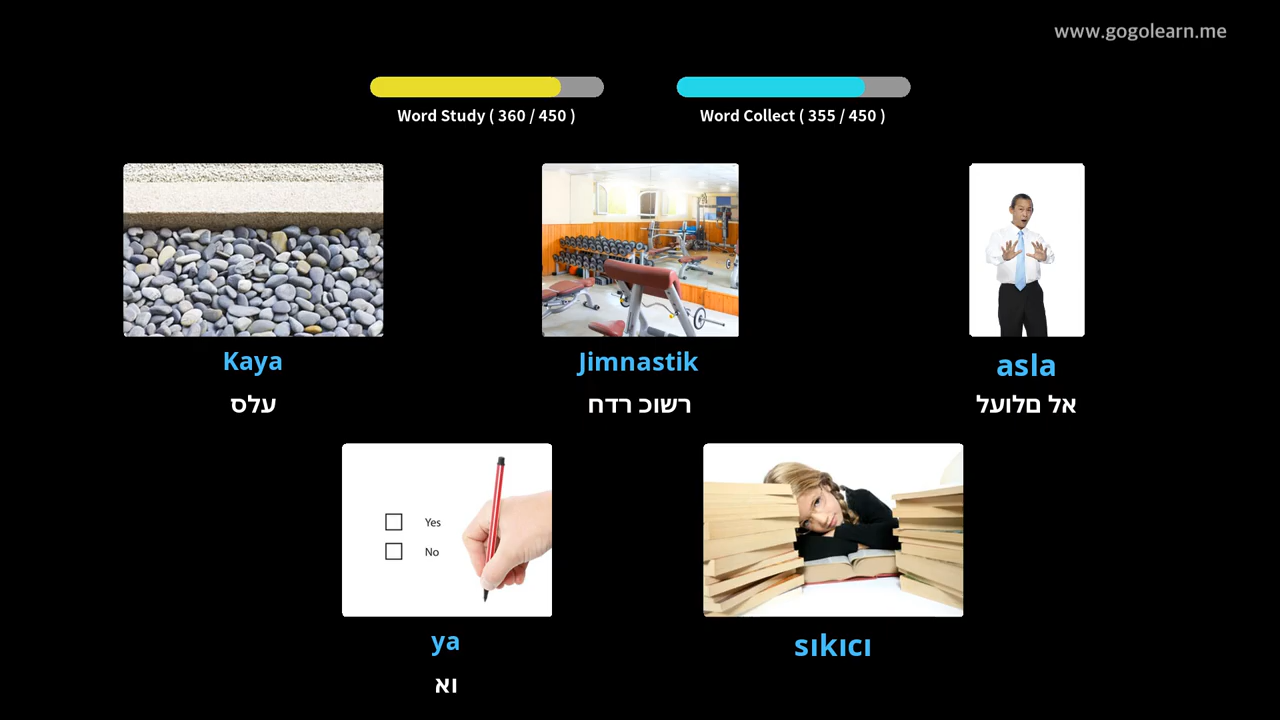 www.gogolearn.me
Word Study ( 360 / 450 )
Word Collect ( 355 / 450 )
Kaya
עלס
Jimnastik
רשוכ רדח
asla
אל םלועל
Yes
No
ya
וא
sıkıcı